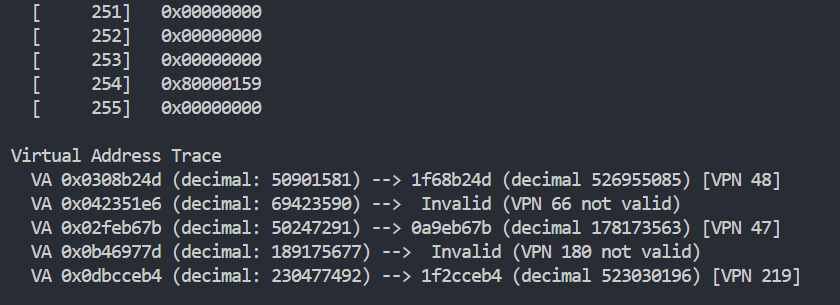 [     251]   0x00000000
[     252]   0x00000000
[     253]   0x00000000
[     254]   0x80000159
[     255]   0x00000000
Virtual Address Trace
VA 0x0308b24d (decimal: 50901581) --> 1f68b24d (decimal 526955085) [VPN 48]
VA 0x042351e6 (decimal: 69423590) -->  Invalid (VPN 66 not valid)
VA 0x02feb67b (decimal: 50247291) --> 0a9eb67b (decimal 178173563) [VPN 47]
VA 0x0b46977d (decimal: 189175677) -->  Invalid (VPN 180 not valid)
VA 0x0dbcceb4 (decimal: 230477492) --> 1f2cceb4 (decimal 523030196) [VPN 219]